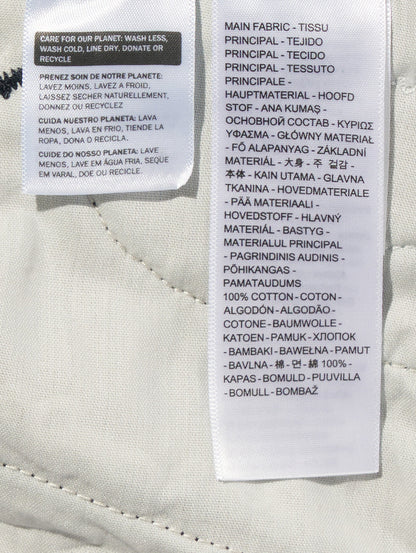 CARE FOR OUR PLANET: WASH LESS,
WASH COLD, LINE DRY, DONATE OR
RECYCLE
PRENEZ SOIN DE NOTRE PLANETE:
LAVEZ MOINS, LAVEZ A FROID,
LAISSEZ SECHER NATURELLEMENT,
DONNEZ OU RECYCLEZ
CUIDA NUESTRO PLANETA: LAVA
MENOS, LAVA EN FRIO, TIENDE LA
ROPA, DONA O RECICLA.
CUIDE DO NOSSO PLANETA: LAVE
MENOS, LAVE EM ÁGUA FRIA, SEQUE
EM VARAL, DOE OU RECICLE.
MAIN FABRIC - TISSU
PRINCIPAL - TEJIDO
PRINCIPAL - TECIDO
PRINCIPAL - TESSUTO
PRINCIPALE -
HAUPTMATERIAL - HOOFD
STOF - ANA KUMAŞ -
ОСНОВНОЙ СОСТАВ - ΚΥΡΙΩΣ
ΥΦΑΣΜΑ - GŁÓWNY MATERIAŁ
- FŐ ALAPANYAG - ZÁKLADNÍ
MATERIÁL - 大身 - 주 겉감 -
本体 - KAIN UTAMA - GLAVNA
TKANINA - HOVEDMATERIALE
- PÄÄ MATERIAALI -
HOVEDSTOFF - HLAVNÝ
MATERIÁL - BASTYG -
MATERIALUL PRINCIPAL
- PAGRINDINIS AUDINIS -
PÕHIKANGAS -
PAMATAUDUMS
100% COTTON - COTON -
ALGODÓN - ALGODÃO -
COTONE - BAUMWOLLE -
KATOEN - PAMUK - ХЛОПОК
- BAMBAKI - BAWEŁNA - PAMUT
- BAVLNA - 棉 - 면 - 綿 100% -
KAPAS - BOMULD - PUUVILLA
- BOMULL - BOMBAŽ